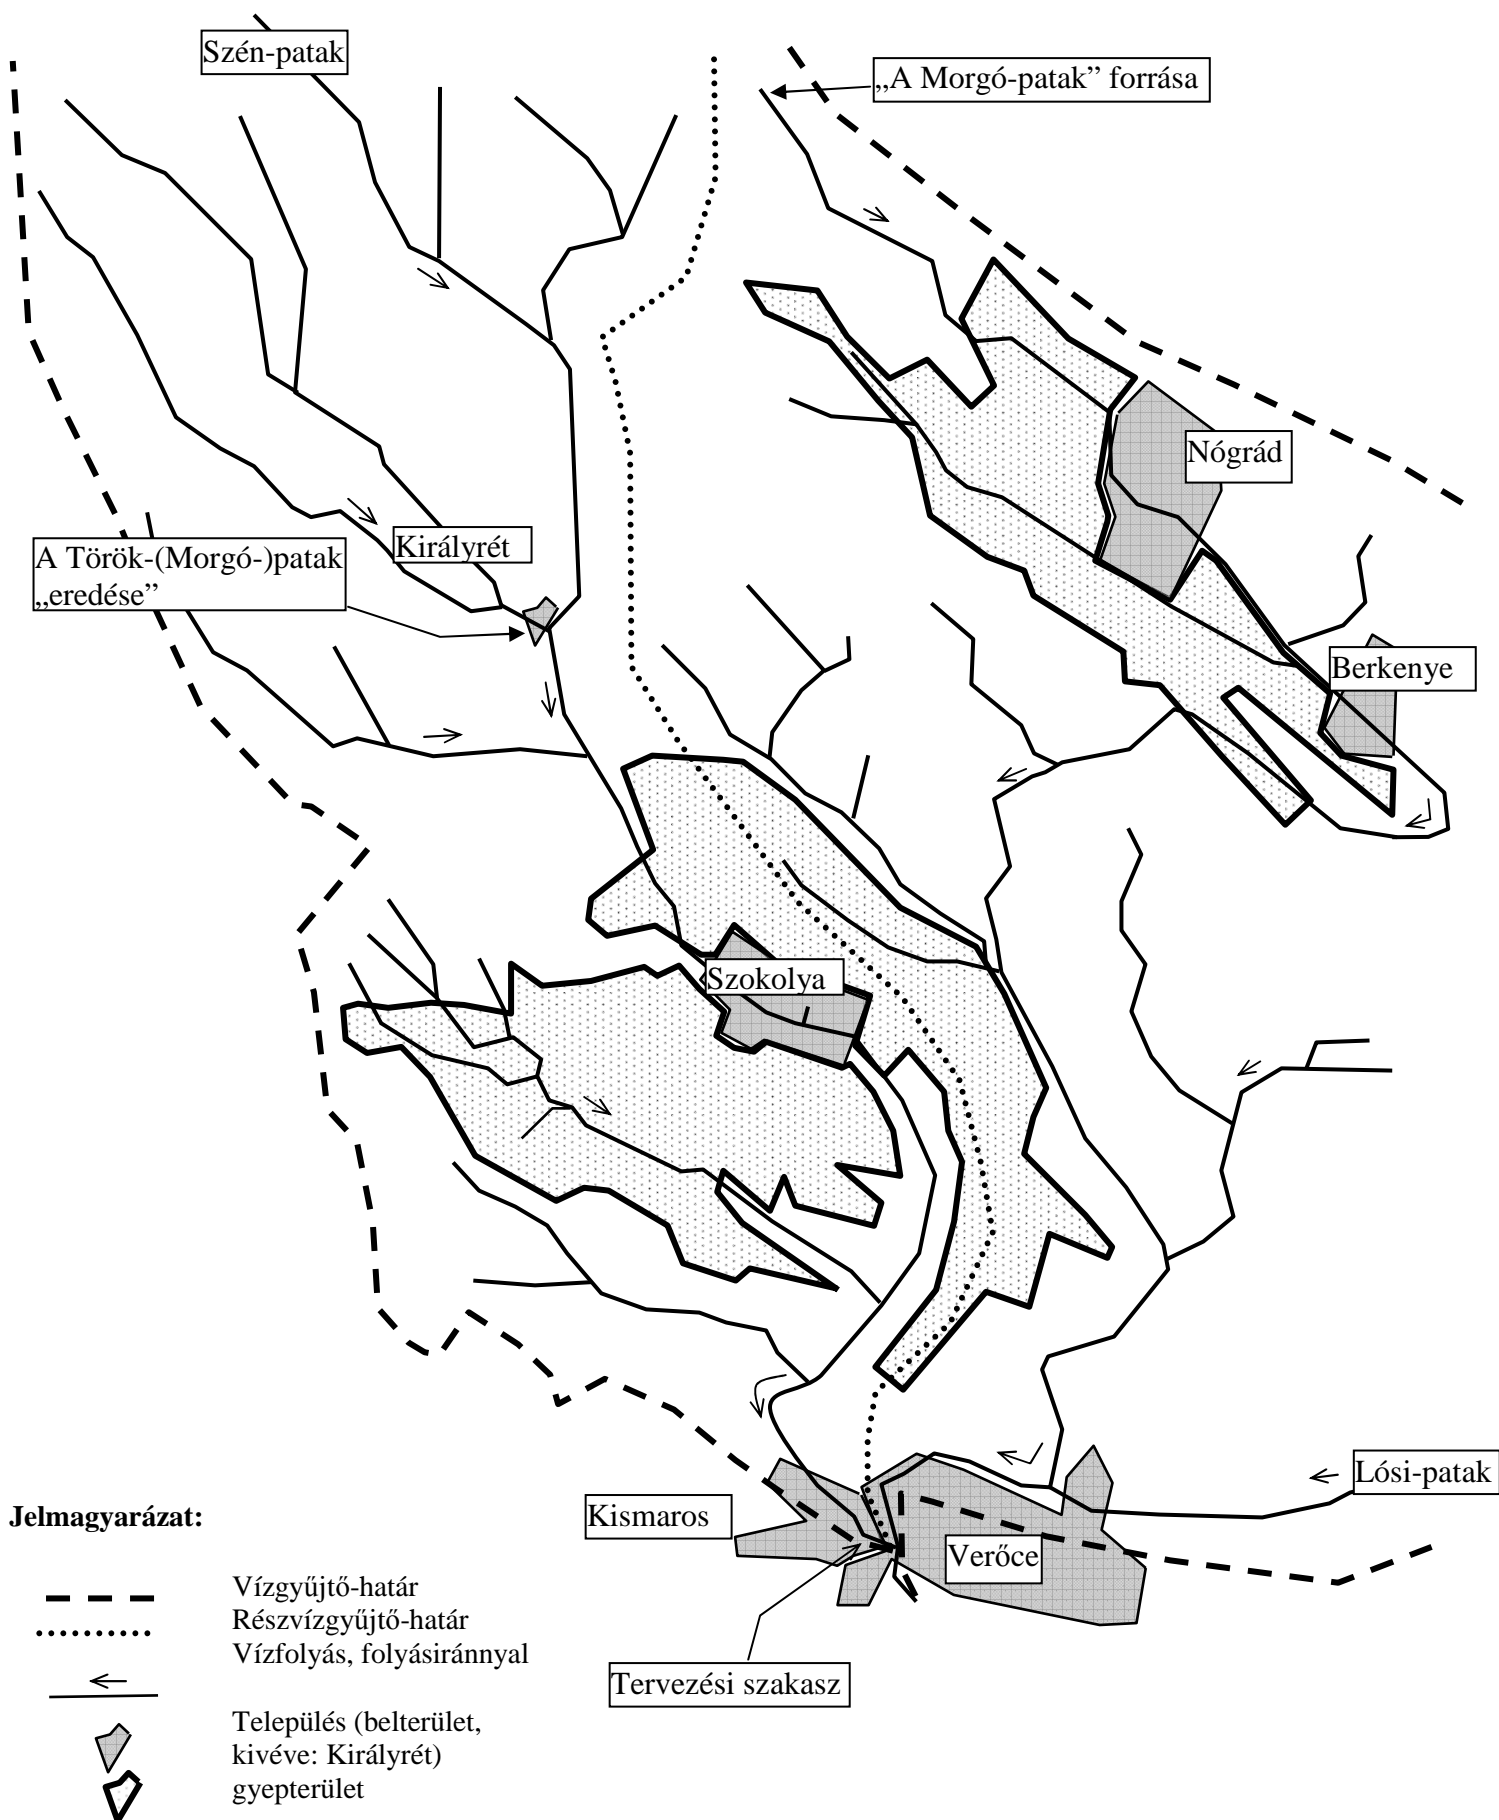 Szén-patak
„A Morgó-patak” forrása
Nógrád
Királyrét
A Török-(Morgó-)patak
„eredése”
Berkenye
Szokolya
Lósi-patak
Kismaros
Verőce
Tervezési szakasz
Jelmagyarázat:
Vízgyűjtő-határ
Részvízgyűjtő-határ
Vízfolyás, folyásiránnyal
Település (belterület,
kivéve: Királyrét)
gyepterület